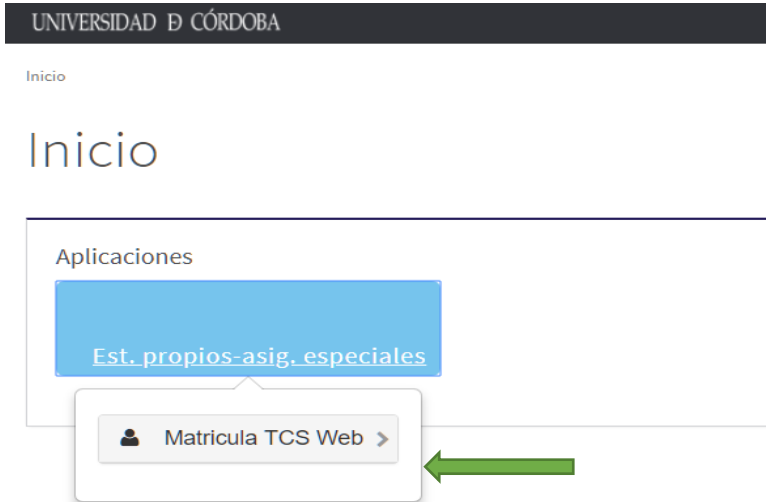 UNIVERSIDAD Ð CÓRDOBA
Inicio
Inicio
Aplicaciones
Est. propios-asig. especiales
Matricula TCS Web